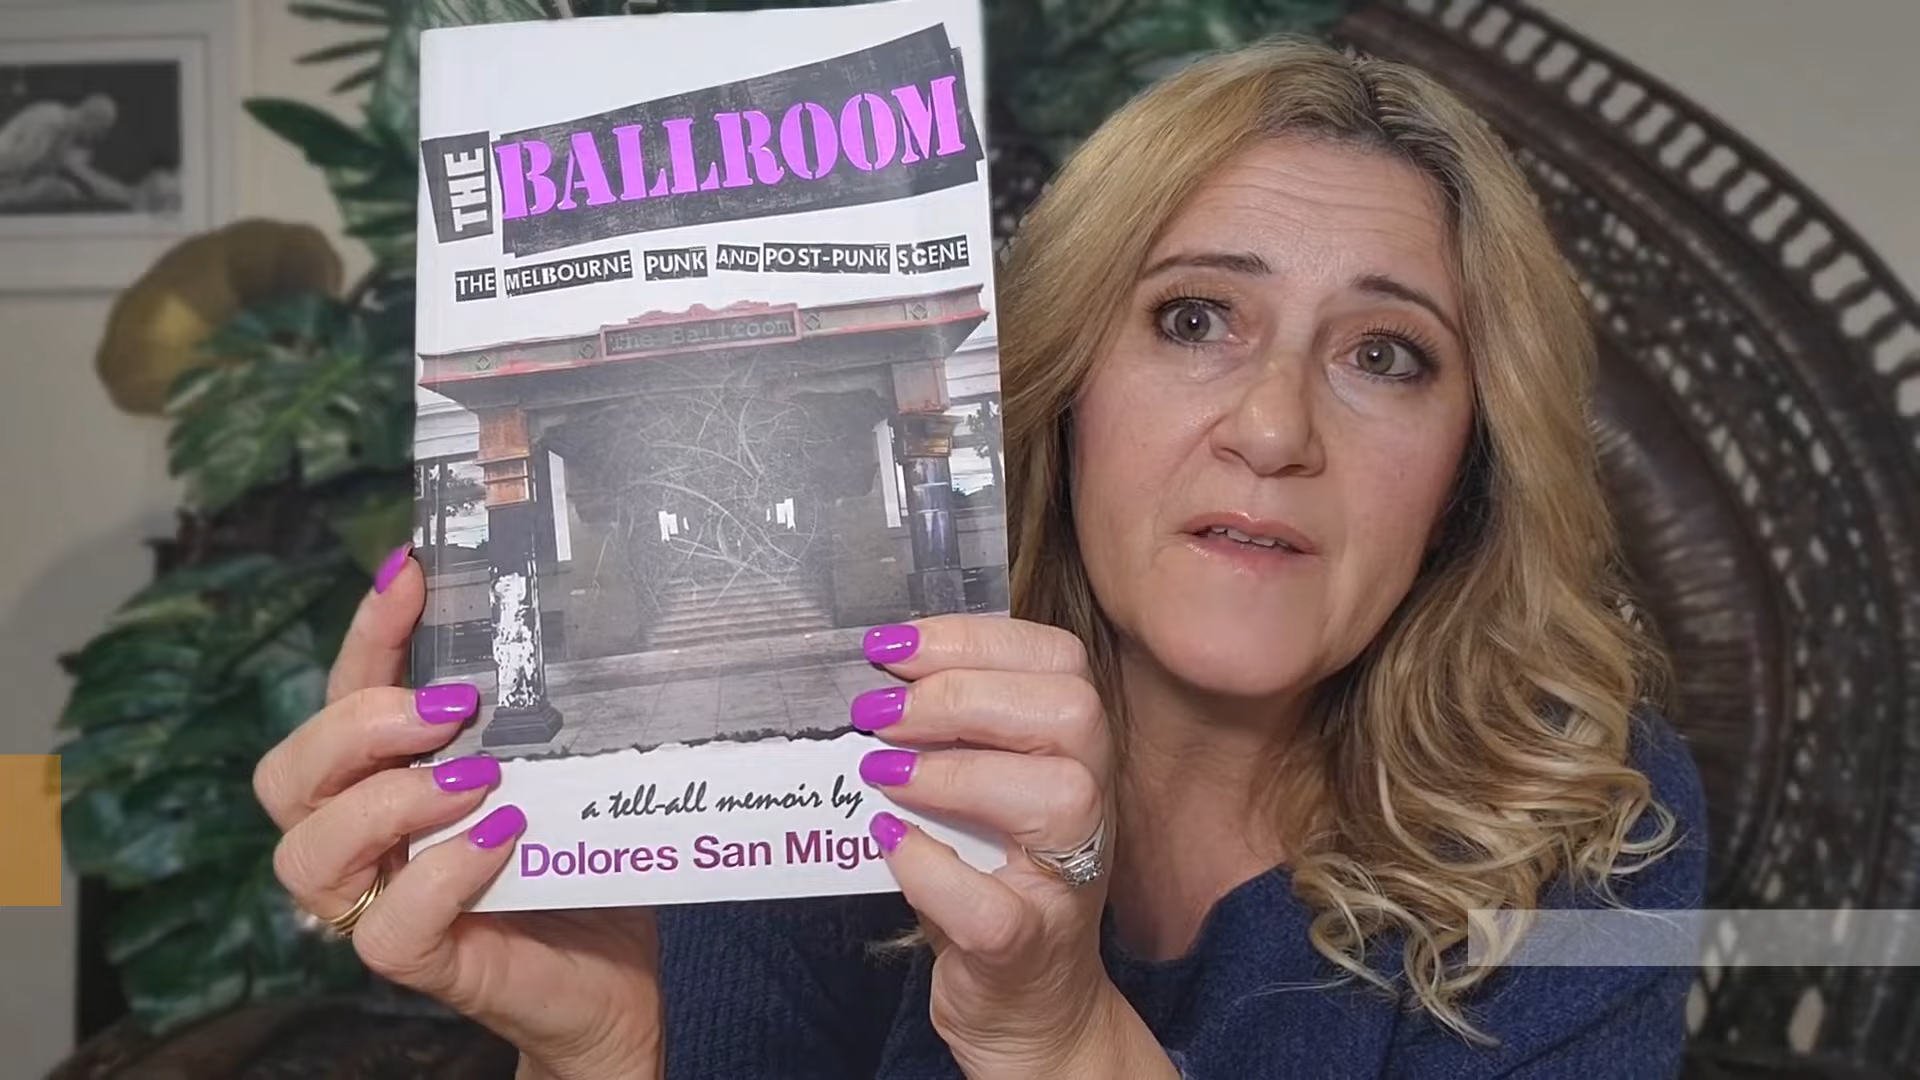 THE BALLROOM
THE MELBOURNE PUNK AND POST-PUNK SCENE
The Ballroom
a tell-all memoir by
Dolores San Migu